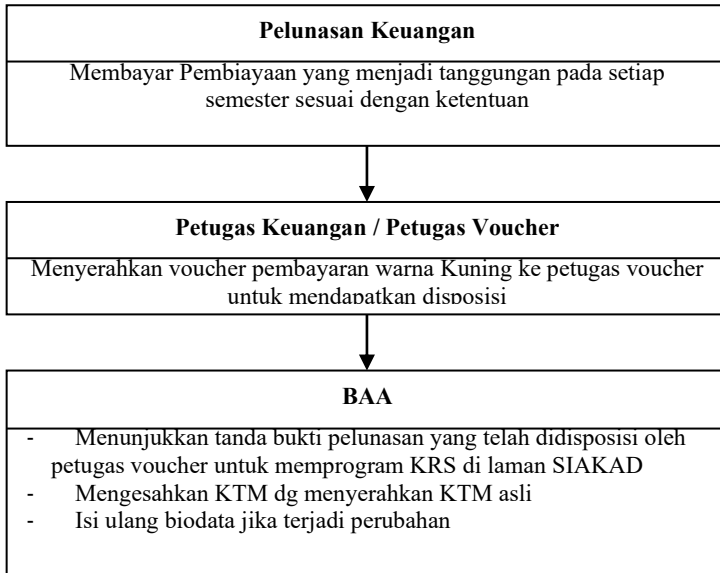 Pelunasan Keuangan
Membayar Pembiayaan yang menjadi tanggungan pada setiap
semester sesuai dengan ketentuan
Petugas Keuangan / Petugas Voucher
Menyerahkan voucher pembayaran warna Kuning ke petugas voucher
untuk mendapatkan disposisi
BAA
- Menunjukkan tanda bukti pelunasan yang telah didisposisi oleh
petugas voucher untuk memprogram KRS di laman SIAKAD
- Mengesahkan KTM dg menyerahkan KTM asli
- Isi ulang biodata jika terjadi perubahan